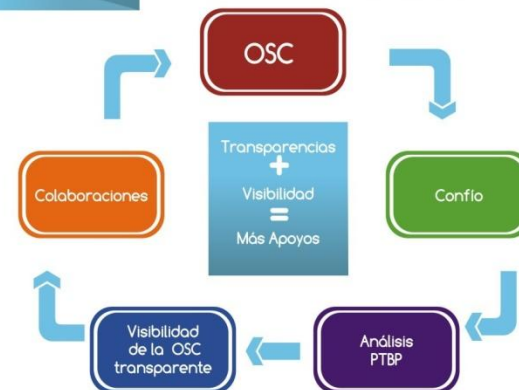 OSC
Transparencias
+
Visibilidad
=
Más Apoyos
Confío
Análisis
PTBP
Visibilidad
de la OSC
transparente
Colaboraciones